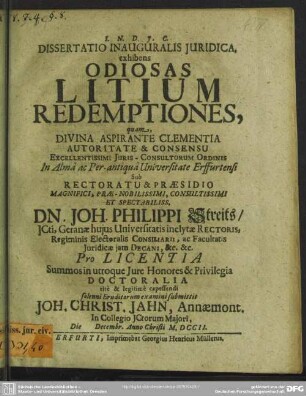 I. N. D. J. C.
DISSERTATIO INAUGURALIS JURIDICA,
exhibens
ODIOSAS
LITIUM
REDEMPTIONES,
quam,
DIVINA ASPIRANTE CLEMENTIA
AUTORITATE & CONSENSU
EXCELLENTISSIMI JURIS-CONSULTORUM ORDINIS
In Almâ ac Per-antiquâ Universitate Erffurtensi
sub
RECTORATU & PRÆSIDIO
MAGNIFICI, PRÆ-NOBILISSIMI, CONSULTISSIMI
ET SPECTABILISS.
DN. JOH. PHILIPPI Streits/
JCti, Geranæ hujus Universitatis inclytæ RECTORIS,
Regiminis Electoralis CONSILIARII, ac Facultatis
Juridicæ jam DECANI, &c. &c.
Pro LICENTIA
Summos in utroque Jure Honores & Privilegia
DOCTORALIA
ritè & legitimè capessendi
solenni Eruditorum examini submittit
JOH. CHRIST. JAHN, Annæmont.
In Collegio JCtorum Majori,
Die Decembr. Anno Christi M. DCCII.
ERFURTI, Imprimebat Georgius Henricus Müllerus.